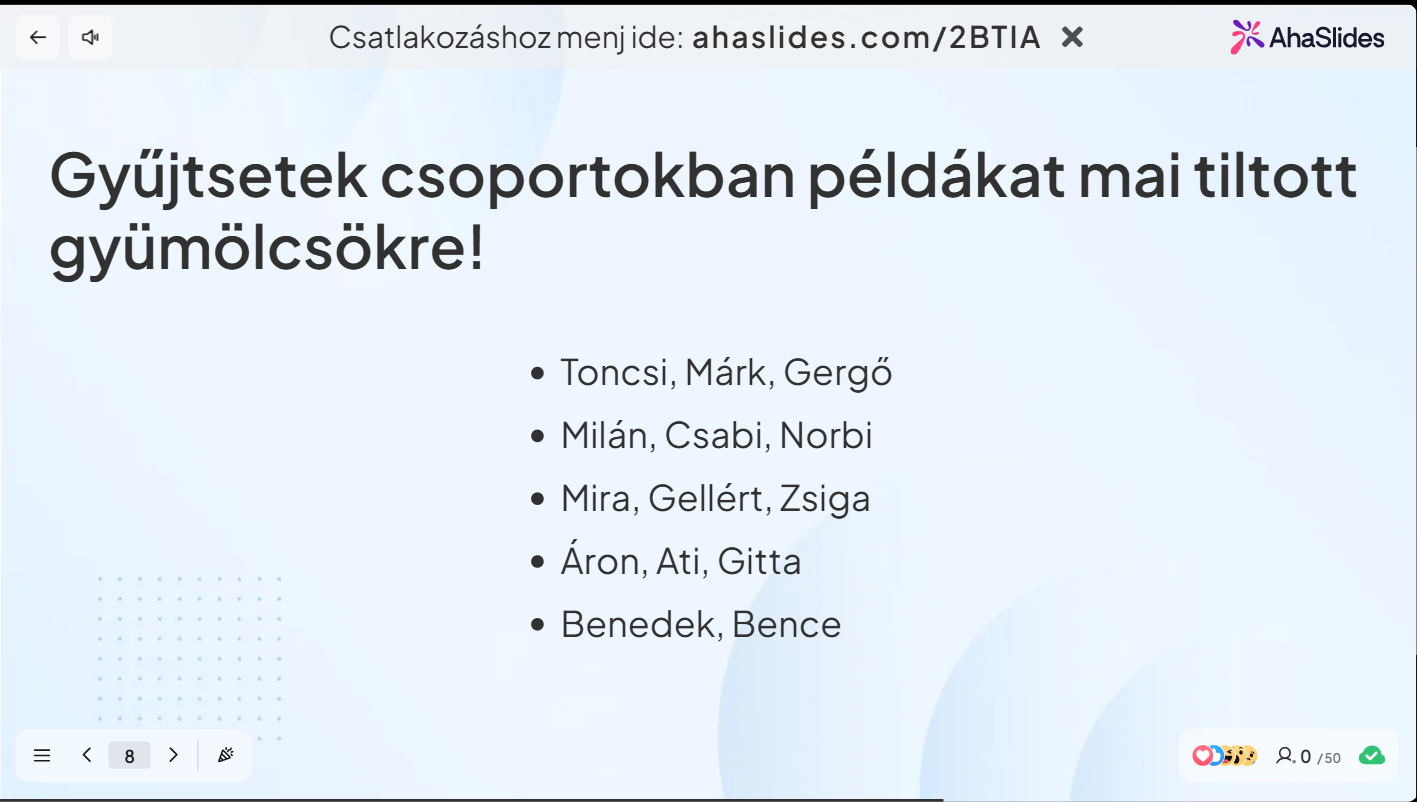 Csatlakozáshoz menj ide: ahaslides.com/2BTIA
AhaSlides
Gyűjtsetek csoportokban példákat mai tiltott
gyümölcsökre!
Toncsi, Márk, Gergő
Milán, Csabi, Norbi
Mira, Gellért, Zsiga
Áron, Ati, Gitta
Benedek, Bence
8
0 /50